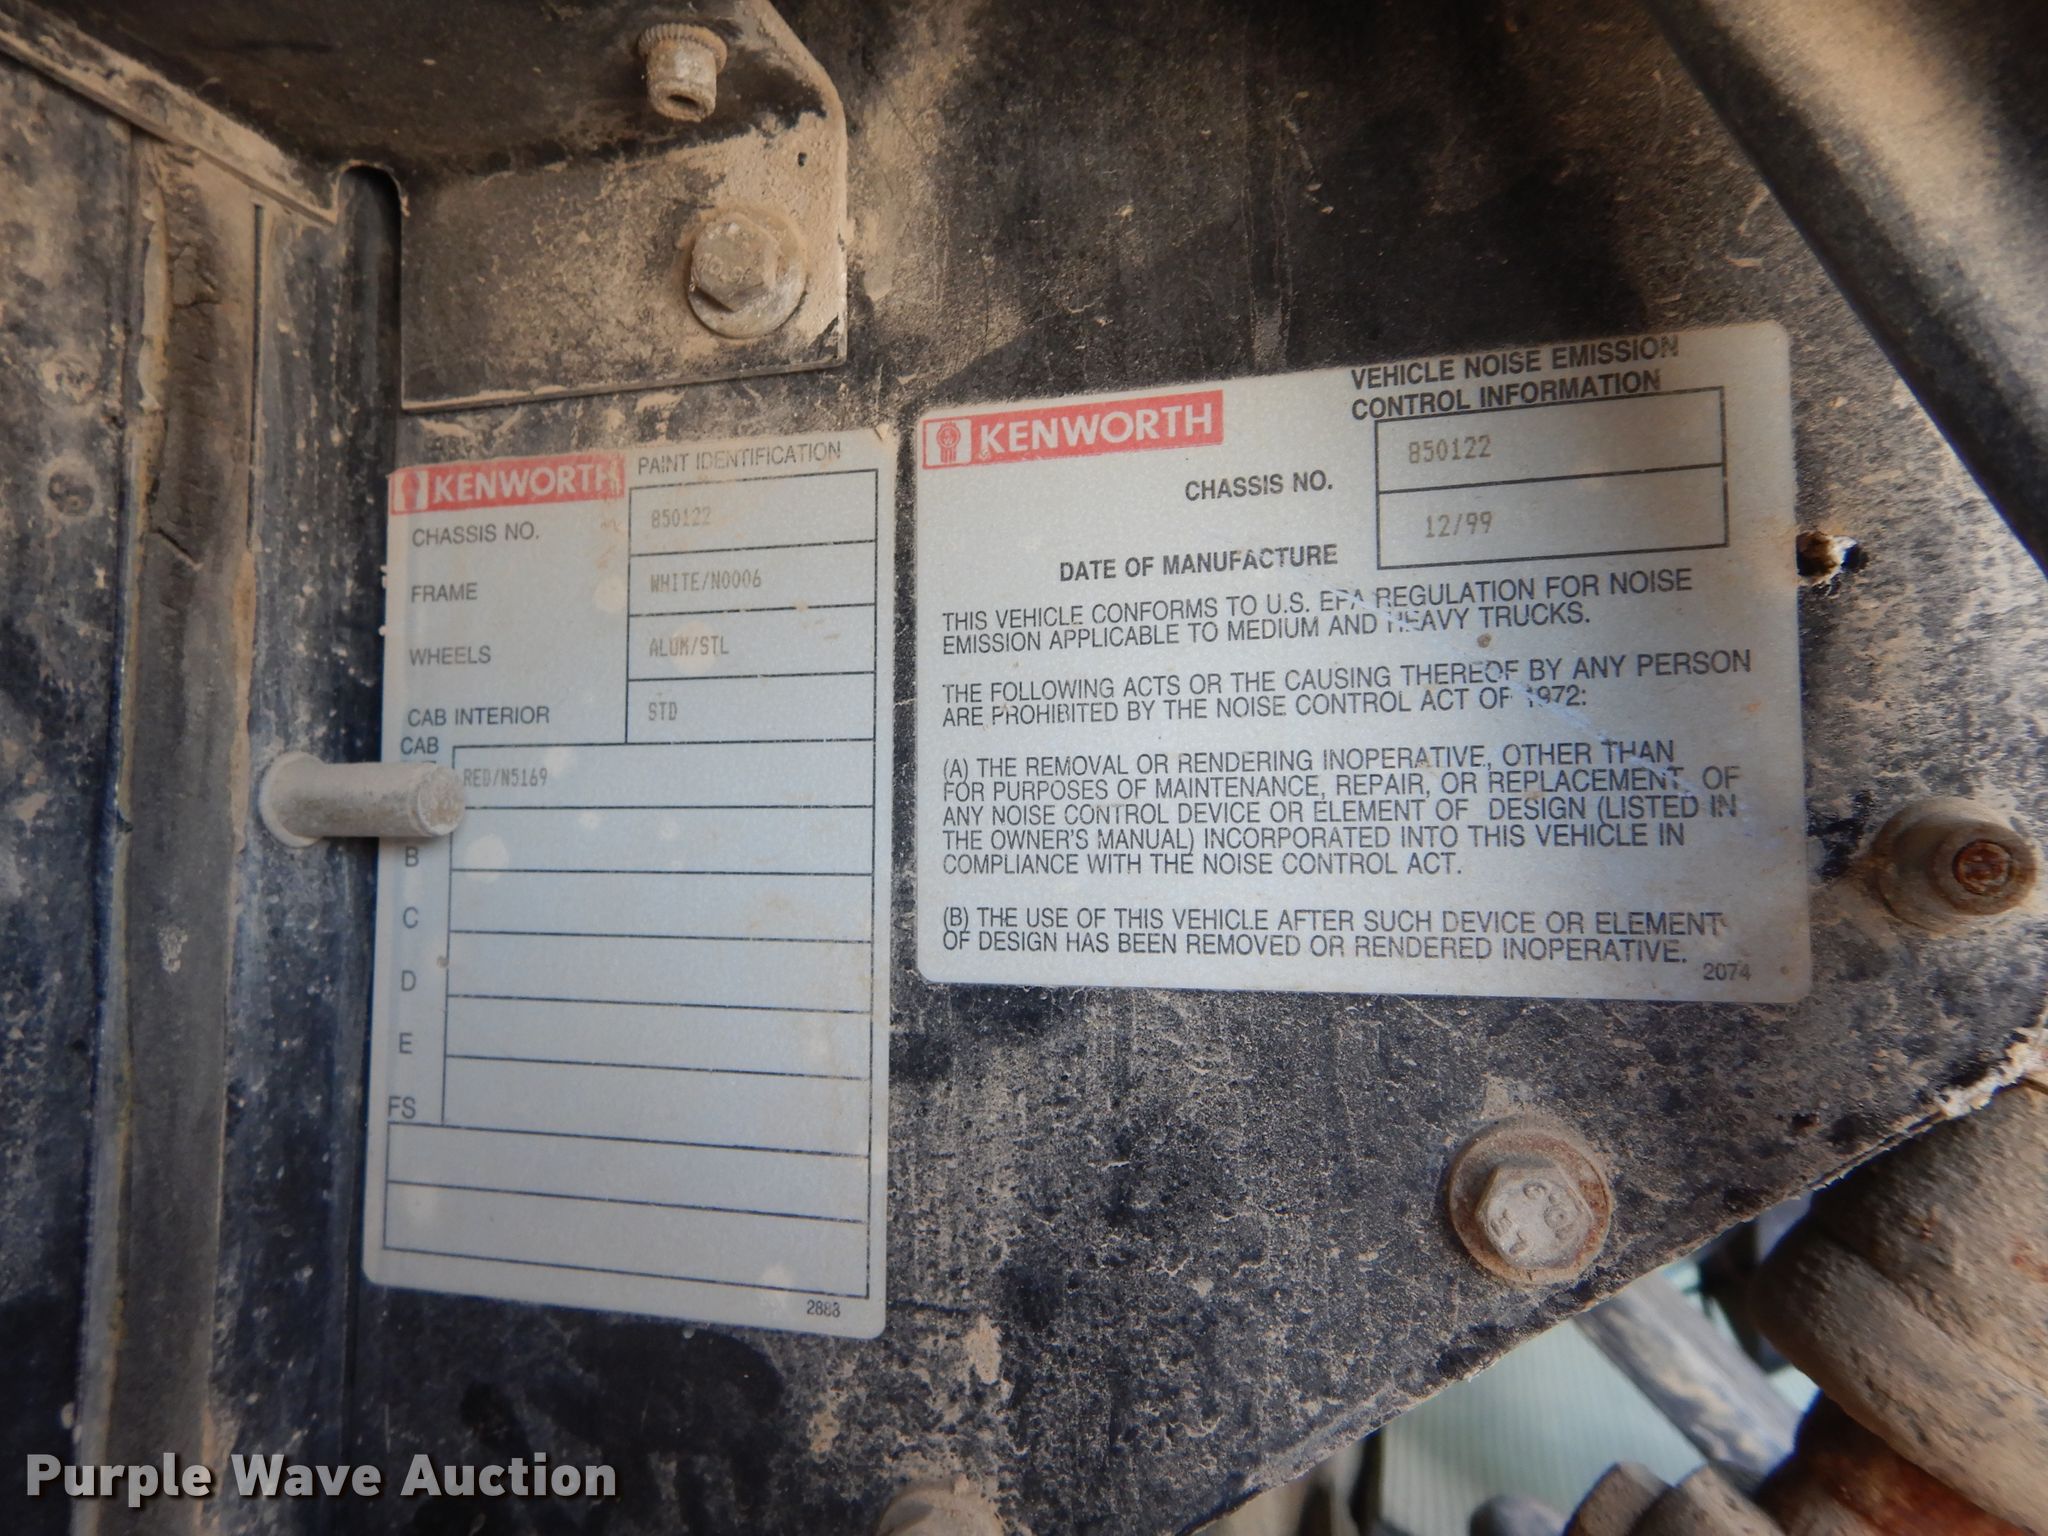 KENWORTH
PAINT IDENTIFICATION
CHASSIS NO.
850122
FRAME
WHITE/N0006
WHEELS
ALUM/STL
CAB INTERIOR
STD
CAB
RED/N5169
B
C
D
E
FS
2888
KENWORTH
VEHICLE NOISE EMISSION
CONTROL INFORMATION
CHASSIS NO.
850122
DATE OF MANUFACTURE
12/99
THIS VEHICLE CONFORMS TO U.S. EPA REGULATION FOR NOISE
EMISSION APPLICABLE TO MEDIUM AND HEAVY TRUCKS.
THE FOLLOWING ACTS OR THE CAUSING THEREOF BY ANY PERSON
ARE PROHIBITED BY THE NOISE CONTROL ACT OF 1972:
(A) THE REMOVAL OR RENDERING INOPERATIVE, OTHER THAN
FOR PURPOSES OF MAINTENANCE, REPAIR, OR REPLACEMENT, OF
ANY NOISE CONTROL DEVICE OR ELEMENT OF DESIGN (LISTED IN
THE OWNER'S MANUAL) INCORPORATED INTO THIS VEHICLE IN
COMPLIANCE WITH THE NOISE CONTROL ACT.
(B) THE USE OF THIS VEHICLE AFTER SUCH DEVICE OR ELEMENT
OF DESIGN HAS BEEN REMOVED OR RENDERED INOPERATIVE.
2074
Purple Wave Auction